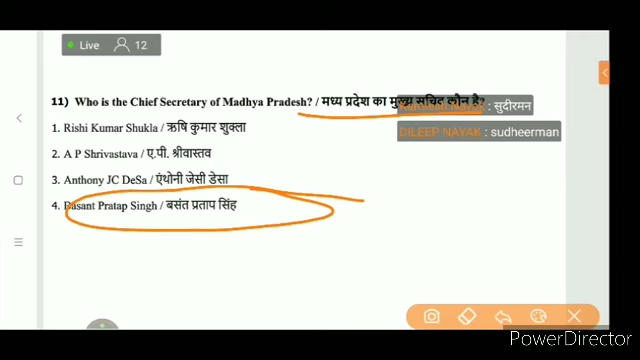 Live 12
11) Who is the Chief Secretary of Madhya Pradesh? / मध्य प्रदेश का मुख्य सचिव कौन है?
: सुदीरमन
1. Rishi Kumar Shukla / ऋषि कुमार शुक्ला
DILEEP NAYAK : sudheerman
2. A P Shrivastava / ए.पी. श्रीवास्तव
3. Anthony JC DeSa / एंथोनी जेसी डेसा
4. Basant Pratap Singh / बसंत प्रताप सिंह
PowerDirector